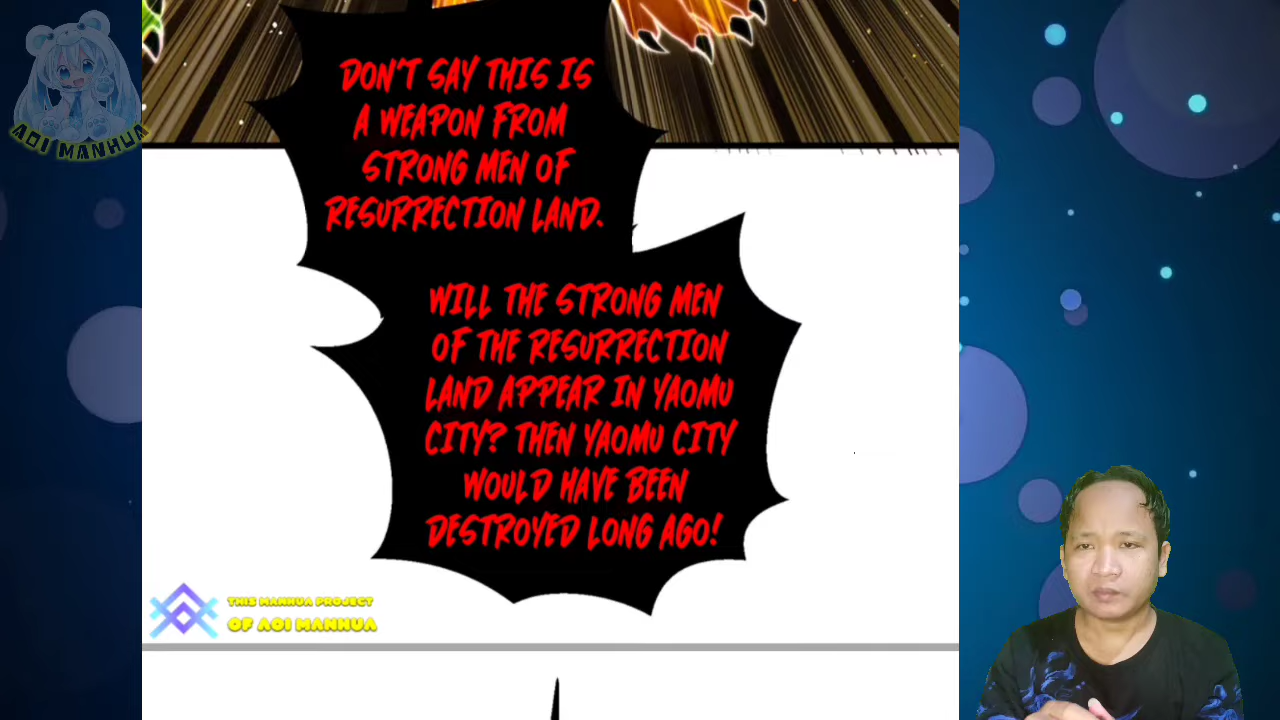 AOI MANHUA
DON'T SAY THIS IS
A WEAPON FROM
STRONG MEN OF
RESURRECTION LAND.
WILL THE STRONG MEN
OF THE RESURRECTION
LAND APPEAR IN YAOMU
CITY? THEN YAOMU CITY
WOULD HAVE BEEN
DESTROYED LONG AGO!
THIS MANHUA PROJECT
OF AOI MANHUA